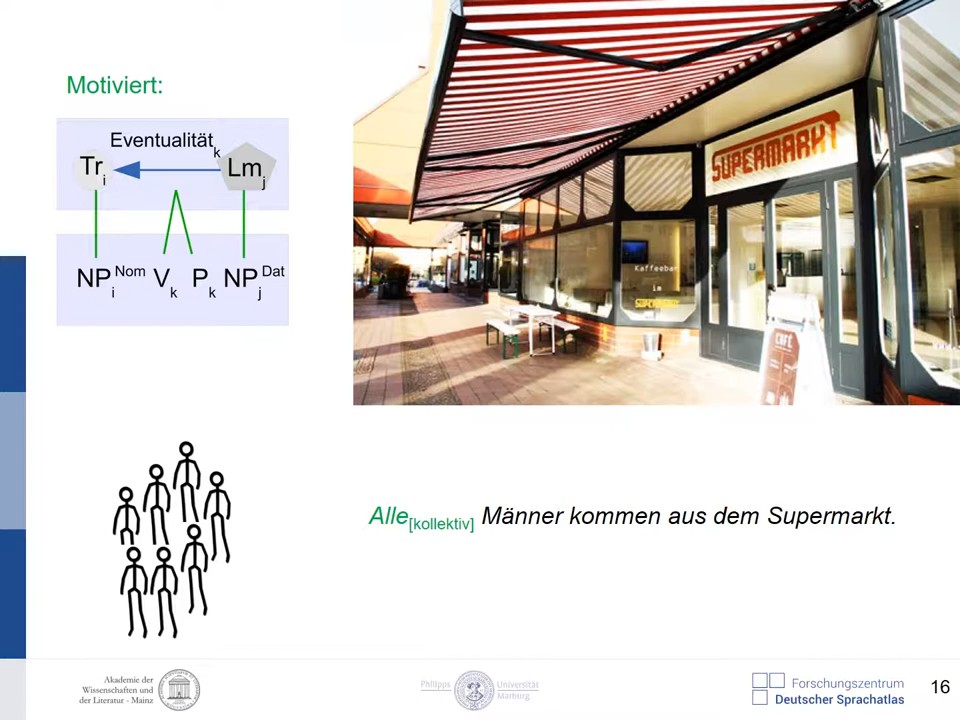 Motiviert:
Eventualität k
Tr i
Lm j
NP i Nom V k P k NP j Dat
SUPERMARKT
Kaffeebar
im
SUPERMARKT
CAFÉ
Alle[kollektiv] Männer kommen aus dem Supermarkt.
Akademie der
Wissenschaften und
der Literatur - Mainz
Philipps Universität
Marburg
Forschungszentrum
Deutscher Sprachatlas
16